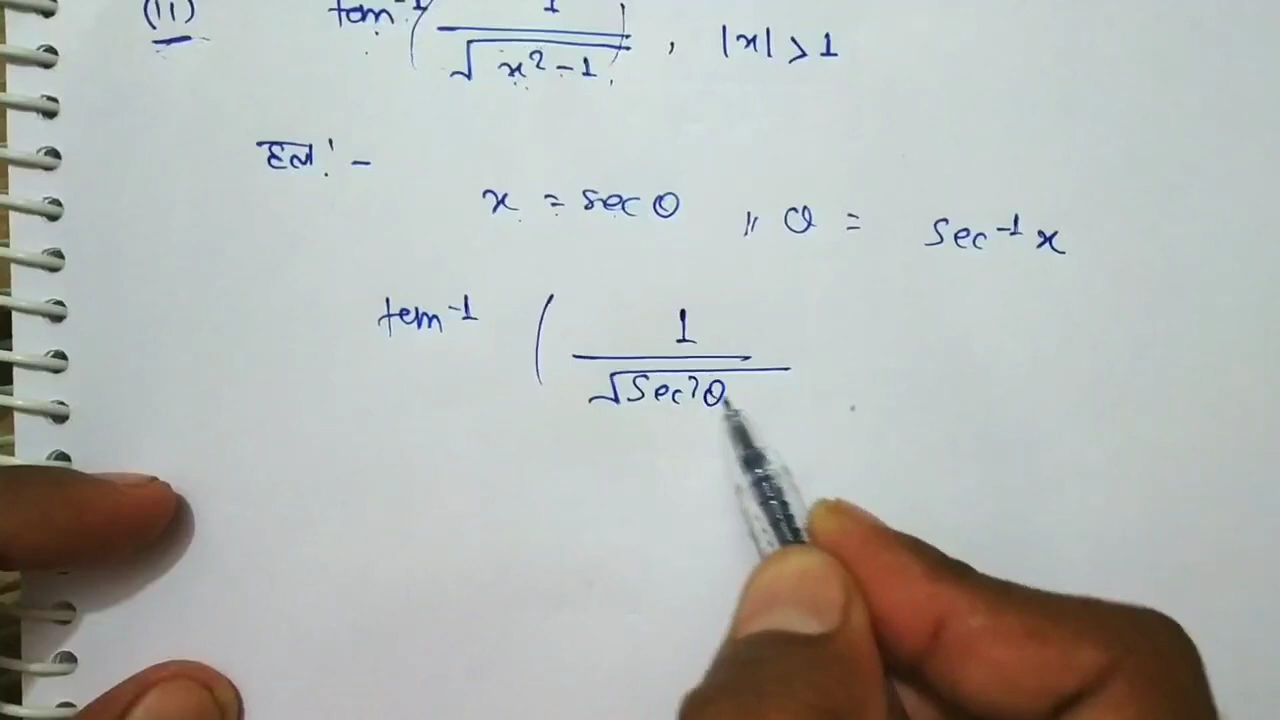 (ii) tan⁻¹(1/√(x²-1)), |x| > 1
हल:-
x = sec θ ,, θ = sec⁻¹ x
tan⁻¹ (1/√sec²θ